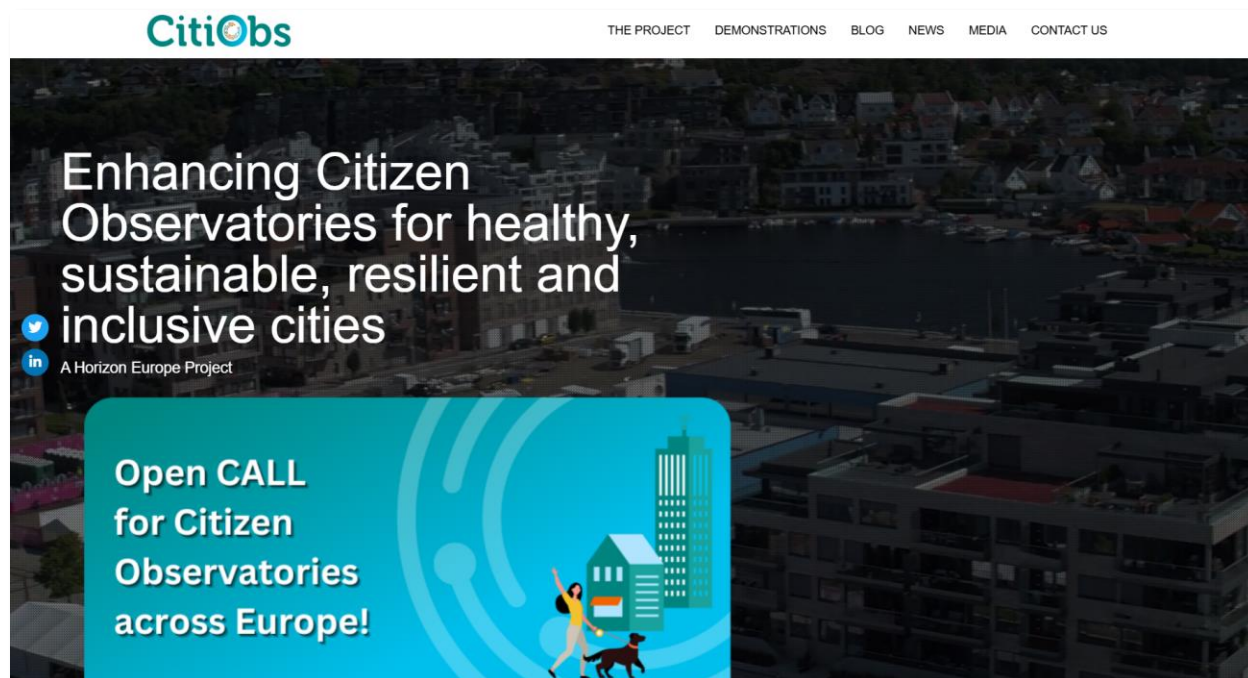 CitiObs
THE PROJECT DEMONSTRATIONS BLOG NEWS MEDIA CONTACT US
Enhancing Citizen
Observatories for healthy,
sustainable, resilient and
inclusive cities
in
A Horizon Europe Project
Open CALL
for Citizen
Observatories
across Europe!